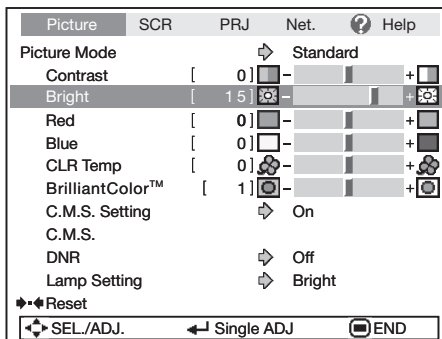 Picture SCR PRJ Net. ? Help
Picture Mode Standard
Contrast [ 0] - +
Bright [ 15] - +
Red [ 0] - +
Blue [ 0] - +
CLR Temp [ 0] - +
BrilliantColor™ [ 1] - +
C.M.S. Setting On
C.M.S.
DNR Off
Lamp Setting Bright
Reset
SEL./ADJ. Single ADJ END